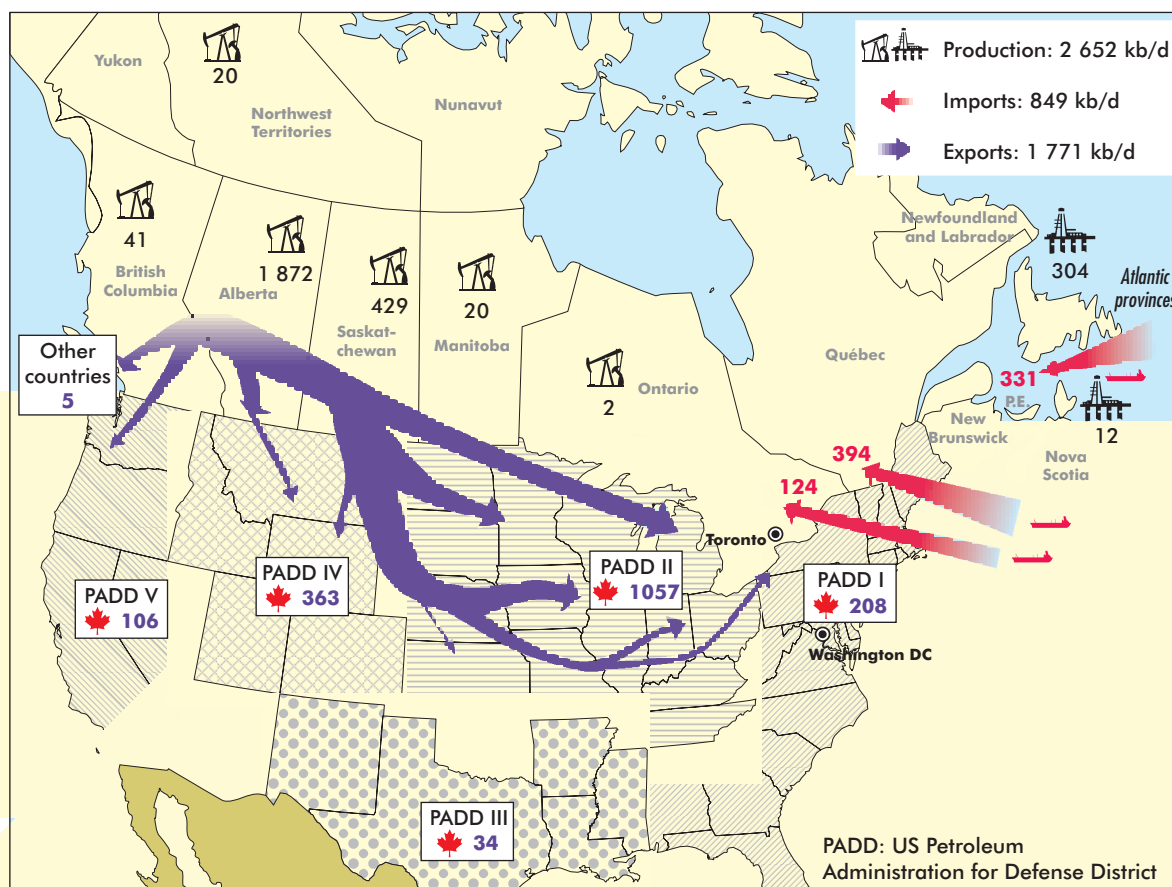 Yukon
20
Northwest
Territories
Nunavut
Production: 2 652 kb/d
Imports: 849 kb/d
Exports: 1 771 kb/d
41
British
Columbia
1 872
Alberta
429
Saskat-
chewan
20
Manitoba
2
Ontario
Québec
Newfoundland
and Labrador
304
Atlantic
provinces
331
P.E.
12
New
Brunswick
Nova
Scotia
Other
countries
5
394
124
Toronto
PADD V
106
PADD IV
363
PADD II
1057
PADD I
208
Washington DC
PADD III
34
PADD: US Petroleum
Administration for Defense District